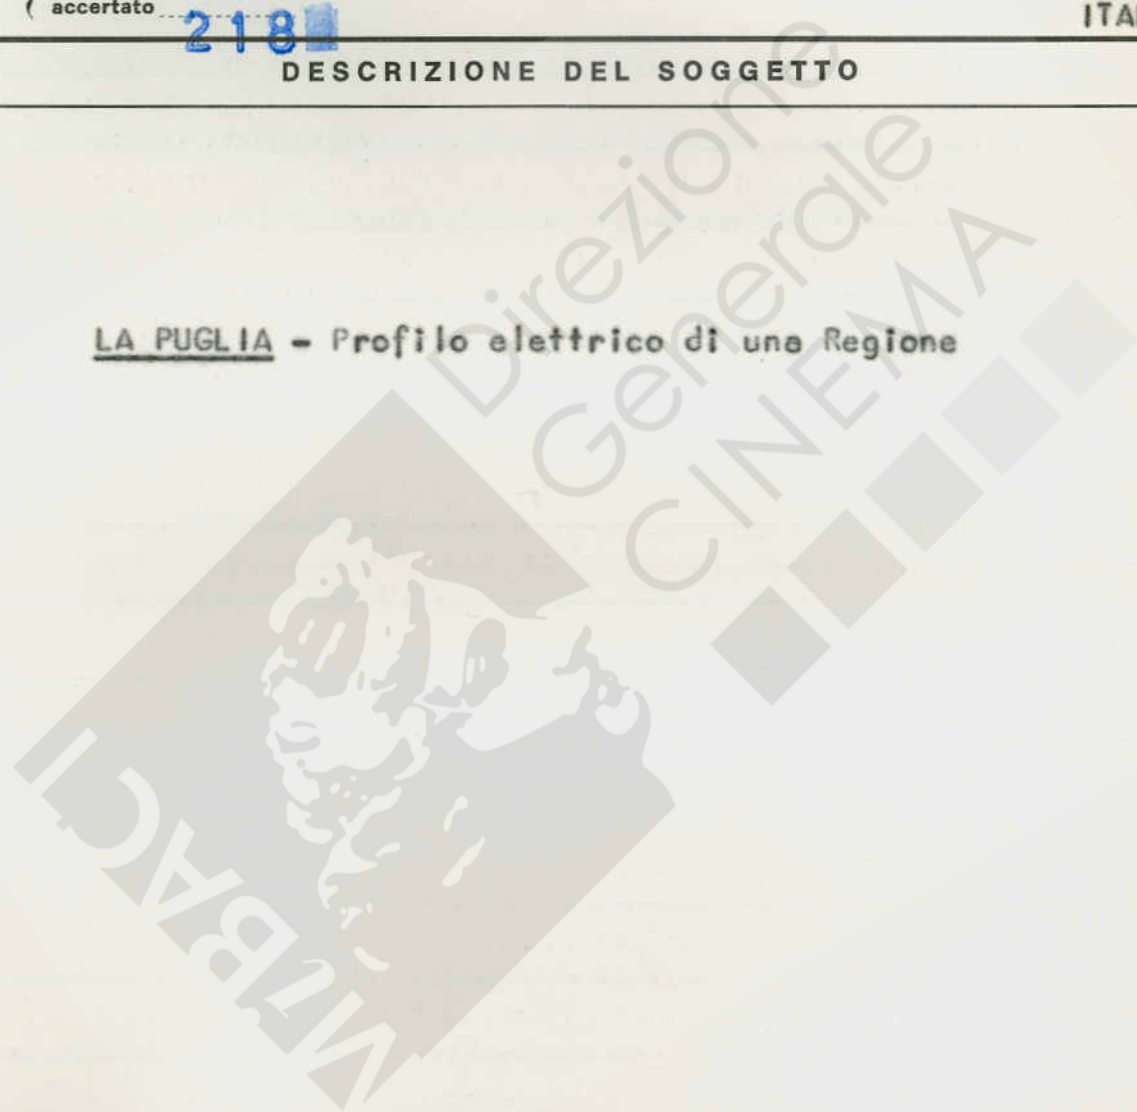 ( accertato 218
ITA
DESCRIZIONE DEL SOGGETTO
LA PUGLIA - Profilo elettrico di una Regione
Direzione
Generale
CINEMA
MiBACT